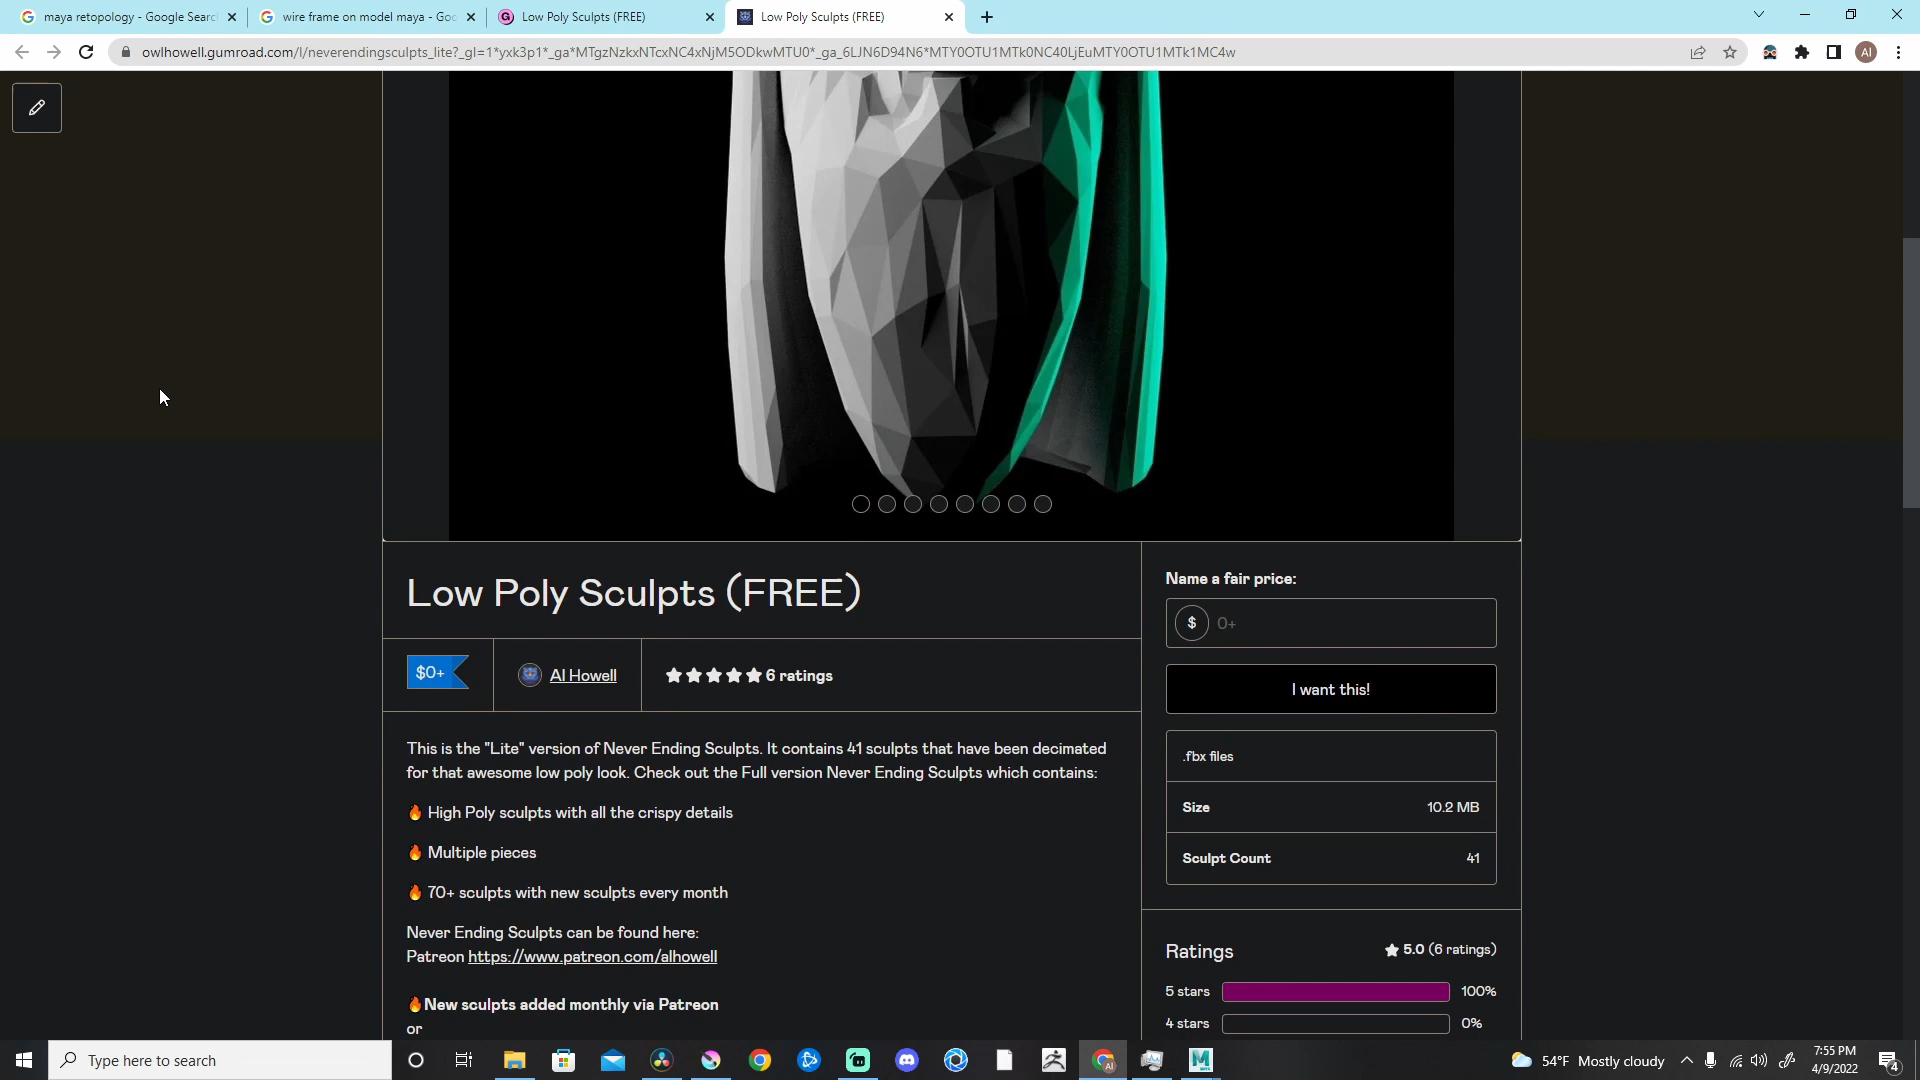 maya retopology - Google Searc
wire frame on model maya - Goo
Low Poly Sculpts (FREE)
Low Poly Sculpts (FREE)
owlhowell.gumroad.com/l/neverendingsculpts_lite?_gl=1*yxk3p1*_ga*MTgzNzkxNTcxNC4xNjM5ODkwMTU0*_ga_6LJN6D94N6*MTY0OTU1MTk0NC40LjEuMTY0OTU1MTk1MC4w
AI
Low Poly Sculpts (FREE)
$0+
Al Howell
6 ratings
This is the "Lite" version of Never Ending Sculpts. It contains 41 sculpts that have been decimated
for that awesome low poly look. Check out the Full version Never Ending Sculpts which contains:
🔥 High Poly sculpts with all the crispy details
🔥 Multiple pieces
🔥 70+ sculpts with new sculpts every month
Never Ending Sculpts can be found here:
Patreon https://www.patreon.com/alhowell
🔥New sculpts added monthly via Patreon
or
Name a fair price:
$ 0+
I want this!
.fbx files
Size 10.2 MB
Sculpt Count 41
Ratings ★ 5.0 (6 ratings)
5 stars 100%
4 stars 0%
Type here to search
54°F Mostly cloudy
7:55 PM
4/9/2022
4